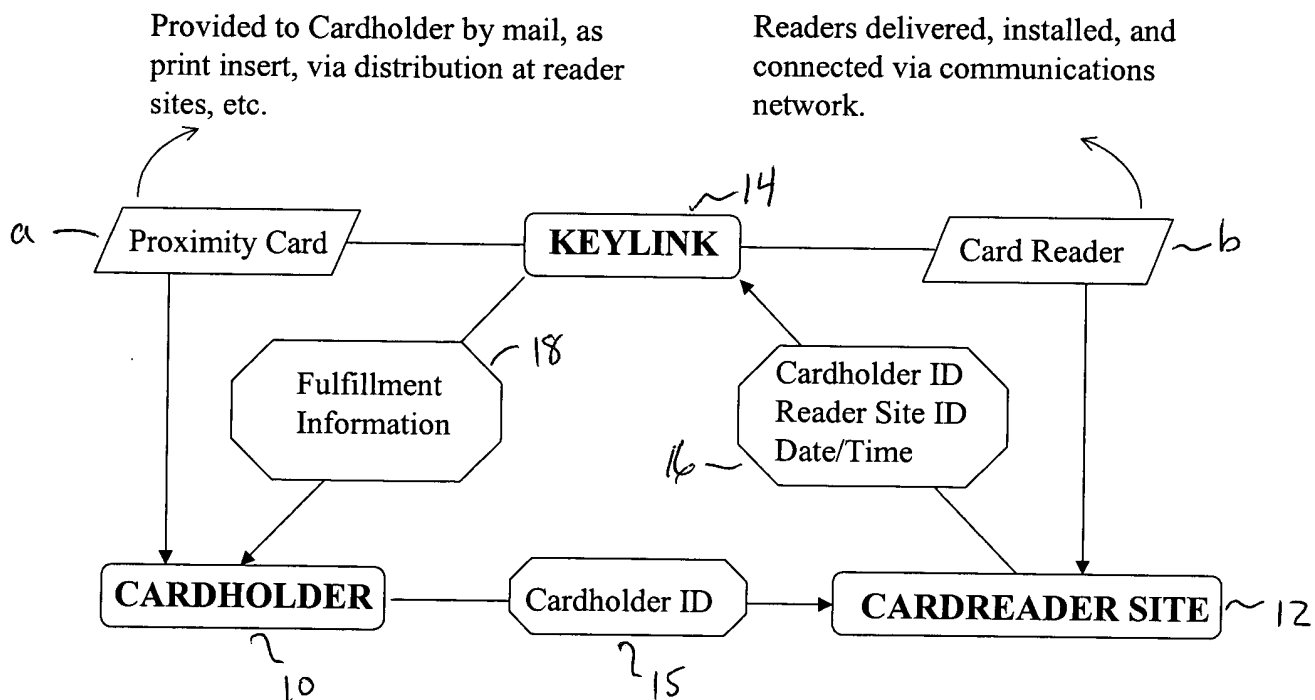 Provided to Cardholder by mail, as
print insert, via distribution at reader
sites, etc.
Readers delivered, installed, and
connected via communications
network.
14
a
Proximity Card
KEYLINK
Card Reader
b
18
Fulfillment
Information
Cardholder ID
Reader Site ID
Date/Time
16
CARDHOLDER
Cardholder ID
CARDREADER SITE
12
10
15